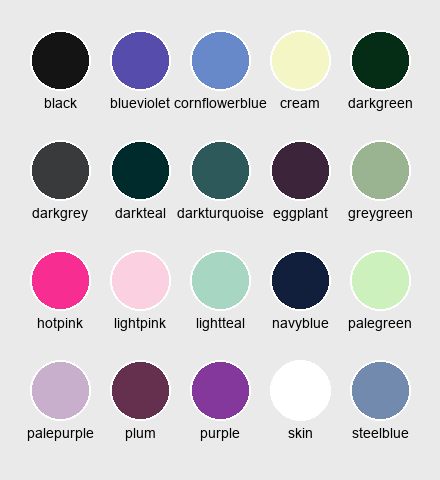 black blueviolet cornflowerblue cream darkgreen
darkgrey darkteal darkturquoise eggplant greygreen
hotpink lightpink lightteal navyblue palegreen
palepurple plum purple skin steelblue